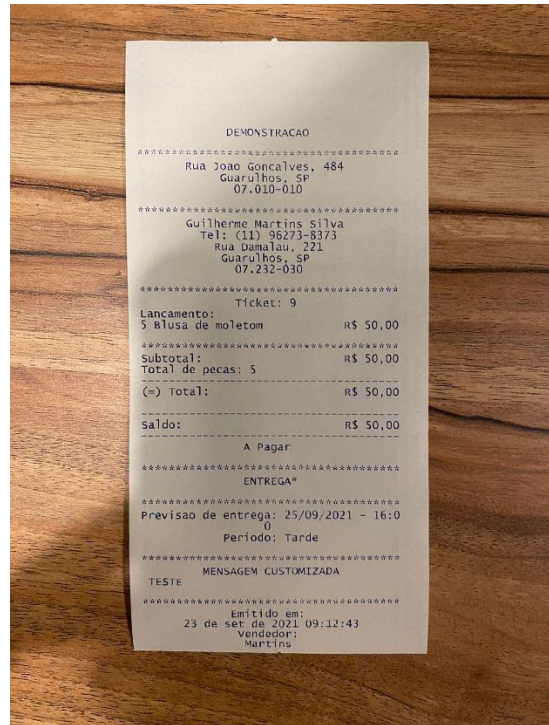 DEMONSTRACAO
**************************************
Rua Joao Goncalves, 484
Guarulhos, SP
07.010-010
**************************************
Guilherme Martins Silva
Tel: (11) 96273-8373
Rua Damalau, 221
Guarulhos, SP
07.232-030
**************************************
Ticket: 9
Lancamento:
5 Blusa de moletom R$ 50,00
**************************************
Subtotal: R$ 50,00
Total de pecas: 5
--------------------------------------
(=) Total: R$ 50,00
--------------------------------------
Saldo: R$ 50,00
--------------------------------------
A Pagar
**************************************
ENTREGA*
**************************************
Previsao de entrega: 25/09/2021 - 16:0
0
Periodo: Tarde
**************************************
MENSAGEM CUSTOMIZADA
TESTE
**************************************
Emitido em:
23 de set de 2021 09:12:43
Vendedor:
Martins